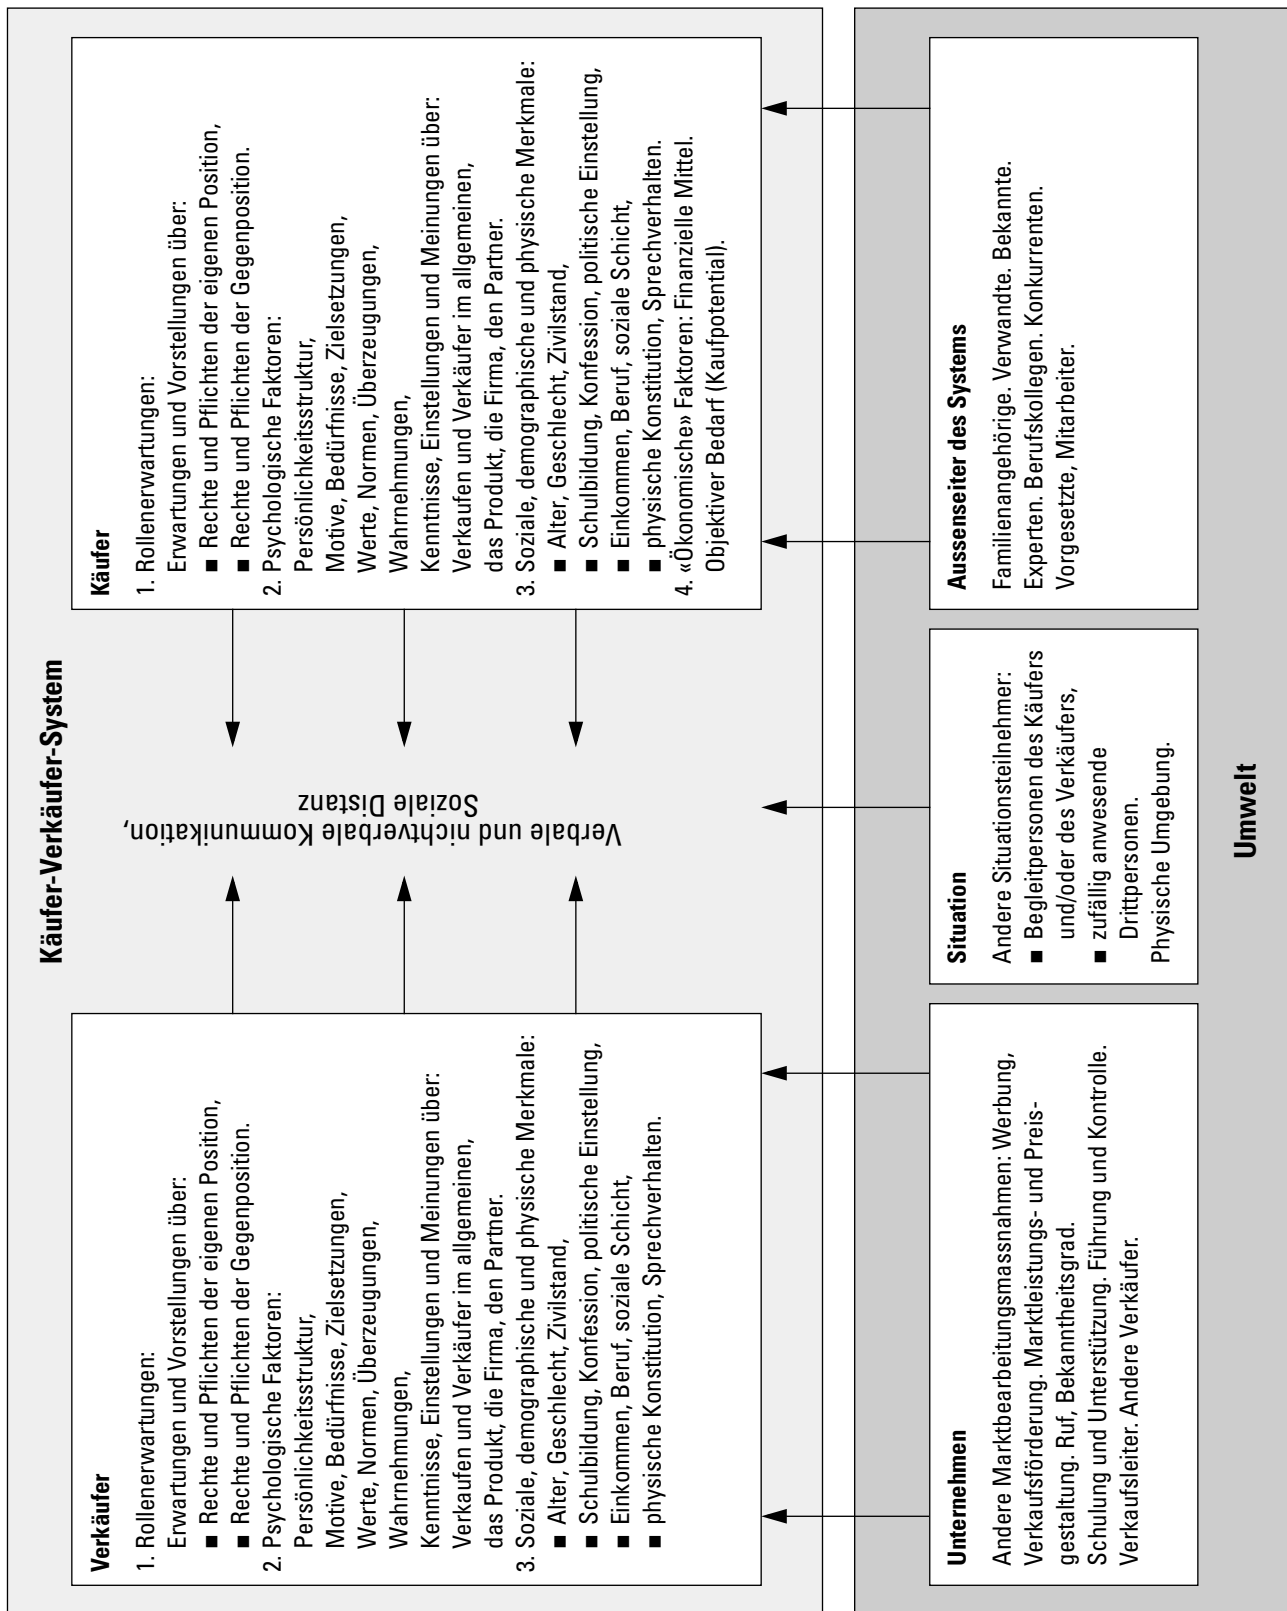 Käufer-Verkäufer-System
Verkäufer
1. Rollenerwartungen:
Erwartungen und Vorstellungen über:
■ Rechte und Pflichten der eigenen Position,
■ Rechte und Pflichten der Gegenposition.
2. Psychologische Faktoren:
Persönlichkeitsstruktur,
Motive, Bedürfnisse, Zielsetzungen,
Werte, Normen, Überzeugungen,
Wahrnehmungen,
Kenntnisse, Einstellungen und Meinungen über:
Verkaufen und Verkäufer im allgemeinen,
das Produkt, die Firma, den Partner.
3. Soziale, demographische und physische Merkmale:
■ Alter, Geschlecht, Zivilstand,
■ Schulbildung, Konfession, politische Einstellung,
■ Einkommen, Beruf, soziale Schicht,
■ physische Konstitution, Sprechverhalten.
Verbale und nichtverbale Kommunikation,
Soziale Distanz
Käufer
1. Rollenerwartungen:
Erwartungen und Vorstellungen über:
■ Rechte und Pflichten der eigenen Position,
■ Rechte und Pflichten der Gegenposition.
2. Psychologische Faktoren:
Persönlichkeitsstruktur,
Motive, Bedürfnisse, Zielsetzungen,
Werte, Normen, Überzeugungen,
Wahrnehmungen,
Kenntnisse, Einstellungen und Meinungen über:
Verkaufen und Verkäufer im allgemeinen,
das Produkt, die Firma, den Partner.
3. Soziale, demographische und physische Merkmale:
■ Alter, Geschlecht, Zivilstand,
■ Schulbildung, Konfession, politische Einstellung,
■ Einkommen, Beruf, soziale Schicht,
■ physische Konstitution, Sprechverhalten.
4. «Ökonomische» Faktoren: Finanzielle Mittel.
Objektiver Bedarf (Kaufpotential).
Unternehmen
Andere Marktbearbeitungsmassnahmen: Werbung,
Verkaufsförderung. Marktleistungs- und Preis-
gestaltung. Ruf, Bekanntheitsgrad.
Schulung und Unterstützung. Führung und Kontrolle.
Verkaufsleiter. Andere Verkäufer.
Situation
Andere Situationsteilnehmer:
■ Begleitpersonen des Käufers
und/oder des Verkäufers,
■ zufällig anwesende
Drittpersonen.
Physische Umgebung.
Aussenseiter des Systems
Familienangehörige. Verwandte. Bekannte.
Experten. Berufskollegen. Konkurrenten.
Vorgesetzte, Mitarbeiter.
Umwelt